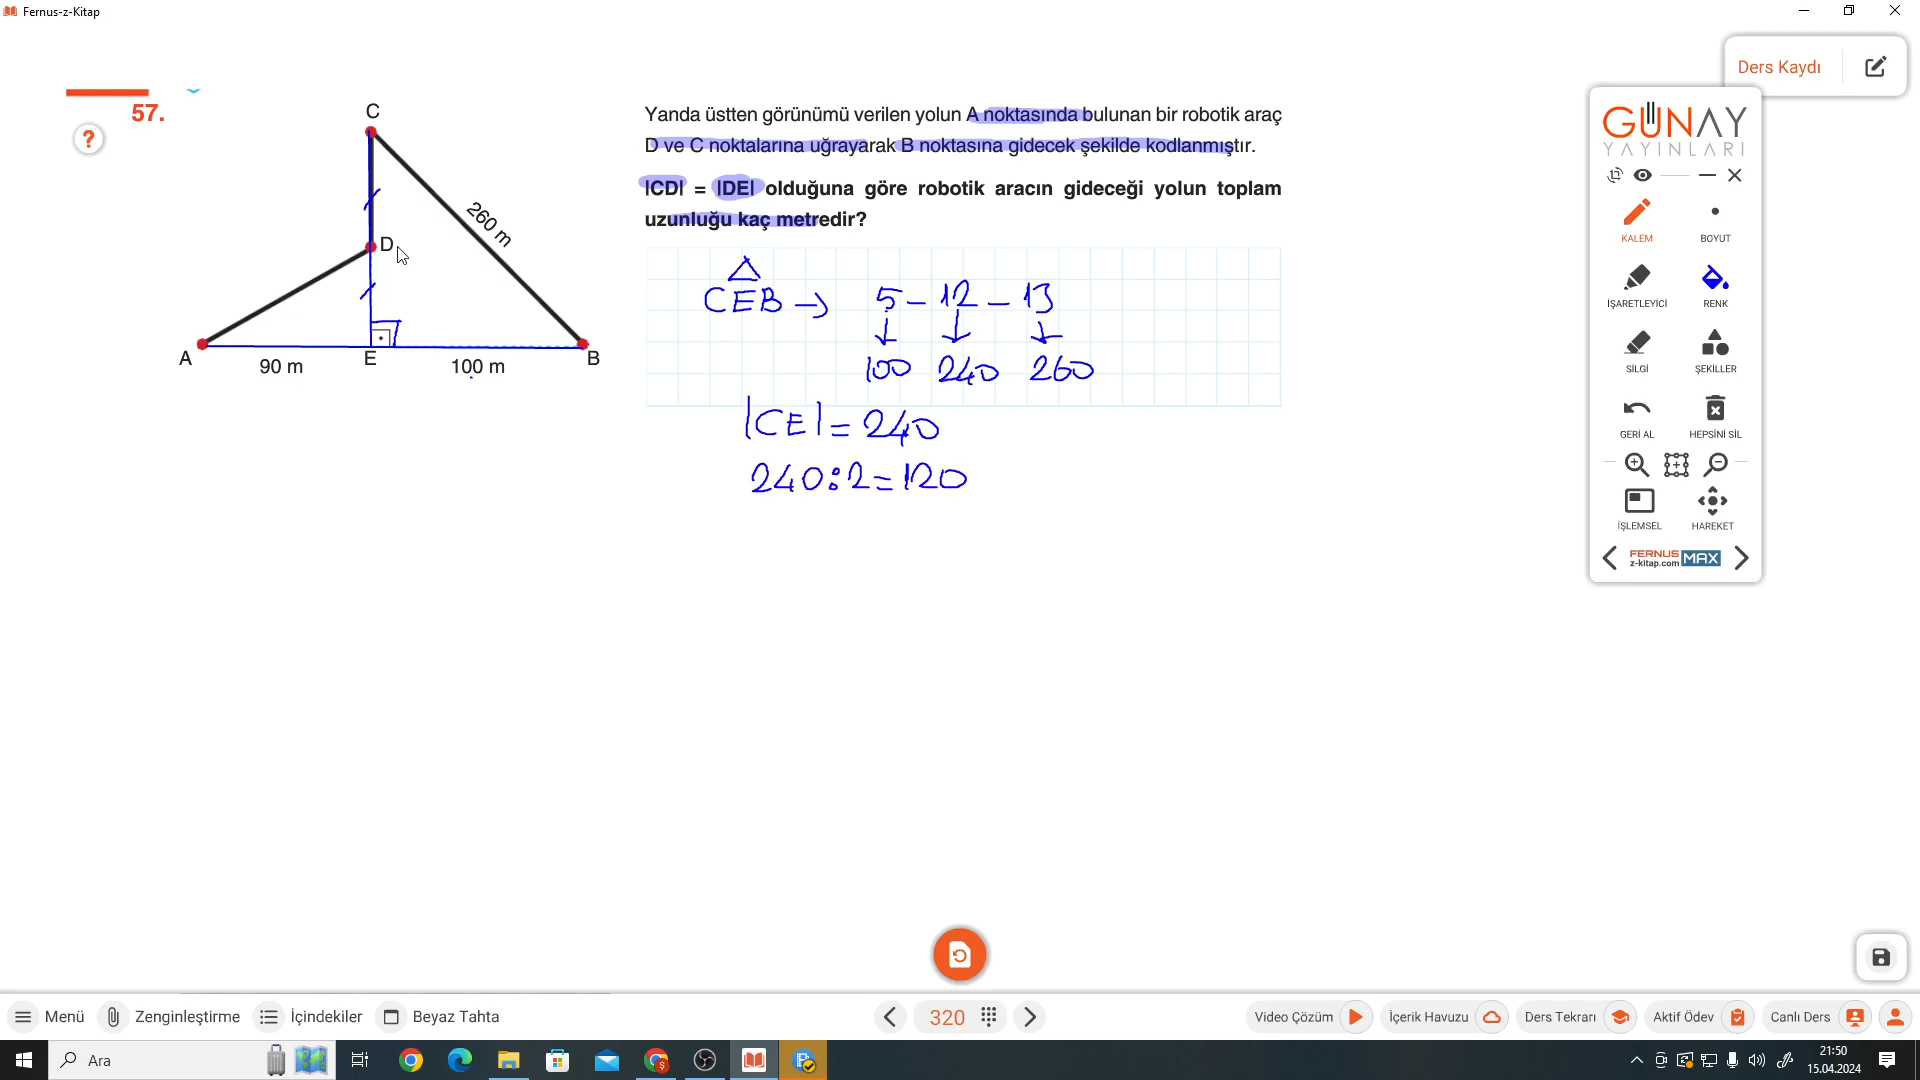 Fernus-z-Kitap
Ders Kaydı
57.
?
C
260 m
D
A
90 m
E
100 m
B
Yanda üstten görünümü verilen yolun A noktasında bulunan bir robotik araç
D ve C noktalarına uğrayarak B noktasına gidecek şekilde kodlanmıştır.
|CD| = |DE| olduğuna göre robotik aracın gideceği yolun toplam
uzunluğu kaç metredir?
CEB → 5 – 12 – 13
↓ ↓ ↓
100 240 260
|CE| = 240
240:2=120
GÜNAY
YAYINLARI
KALEM
BOYUT
İŞARETLEYİCİ
RENK
SİLGİ
ŞEKİLLER
GERİ AL
HEPSİNİ SİL
İŞLEMSEL
HAREKET
FERNUS
z-kitap.com
MAX
Menü
Zenginleştirme
İçindekiler
Beyaz Tahta
320
Video Çözüm
İçerik Havuzu
Ders Tekrarı
Aktif Ödev
Canlı Ders
Ara
21:50
15.04.2024